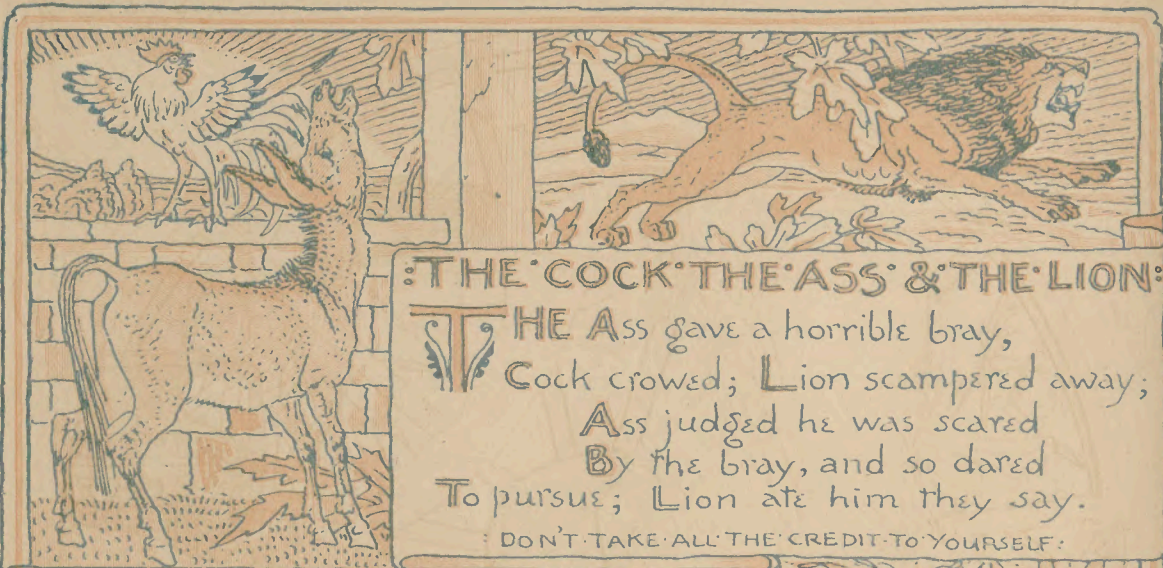 :THE·COCK·THE·ASS·&·THE·LION:
THE Ass gave a horrible bray,
Cock crowed; Lion scampered away;
Ass judged he was scared
By the bray, and so dared
To pursue; Lion ate him they say.
:DON'T·TAKE·ALL·THE·CREDIT·TO·YOURSELF: